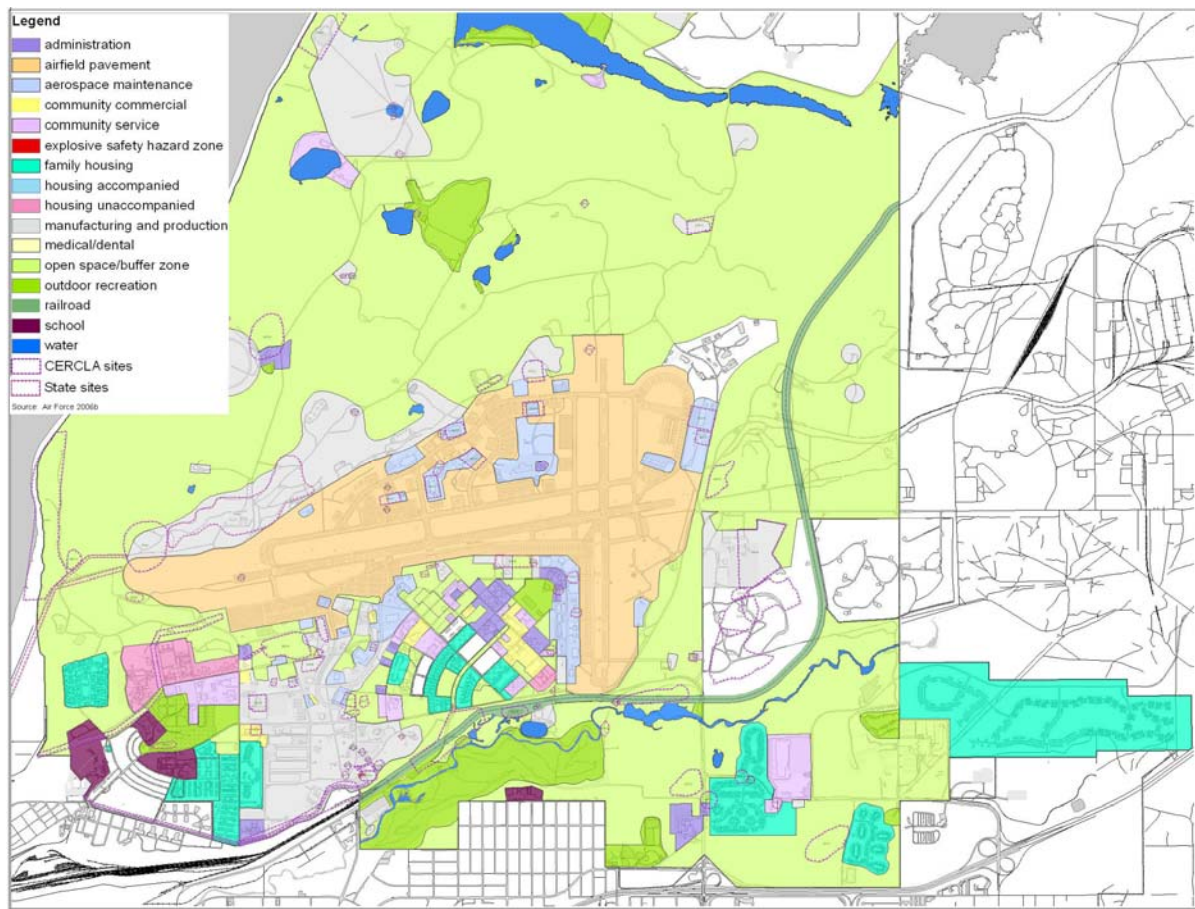 Legend
administration
airfield pavement
aerospace maintenance
community commercial
community service
explosive safety hazard zone
family housing
housing accompanied
housing unaccompanied
manufacturing and production
medical/dental
open space/buffer zone
outdoor recreation
railroad
school
water
CERCLA sites
State sites
Source: Air Force 2006b